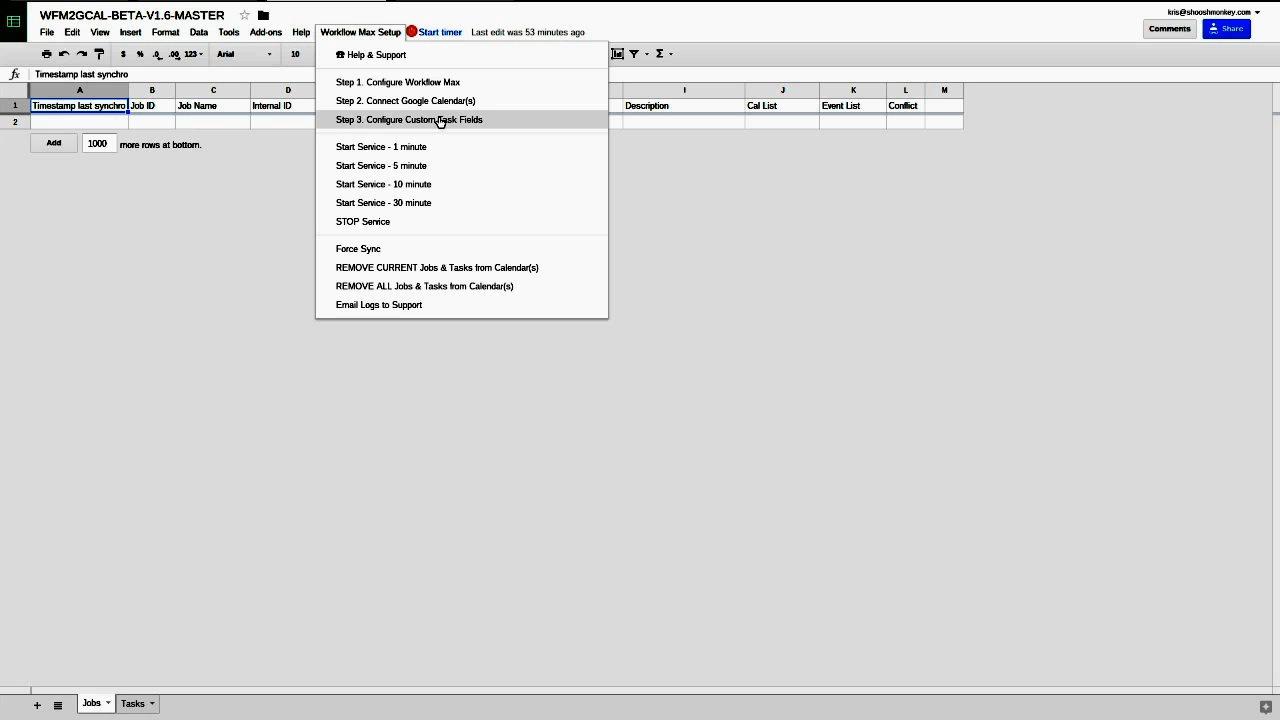 kris@shooshmonkey.com
WFM2GCAL-BETA-V1.6-MASTER
Comments Share
File Edit View Insert Format Data Tools Add-ons Help Workflow Max Setup Start timer Last edit was 53 minutes ago
$ % .0 .00 123 Arial 10 Σ
fx Timestamp last synchro
A B C D I J K L M
1 Timestamp last synchro Job ID Job Name Internal ID Description Cal List Event List Conflict
2
Add 1000 more rows at bottom.
Help & Support
Step 1. Configure Workflow Max
Step 2. Connect Google Calendar(s)
Step 3. Configure Custom Task Fields
Start Service - 1 minute
Start Service - 5 minute
Start Service - 10 minute
Start Service - 30 minute
STOP Service
Force Sync
REMOVE CURRENT Jobs & Tasks from Calendar(s)
REMOVE ALL Jobs & Tasks from Calendar(s)
Email Logs to Support
Jobs Tasks